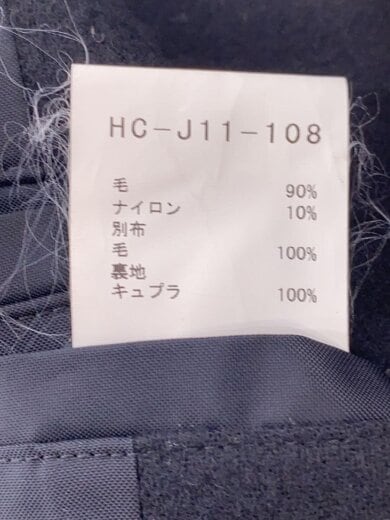 HC-J11-108
毛 90%
ナイロン 10%
別布
毛 100%
裏地
キュプラ 100%